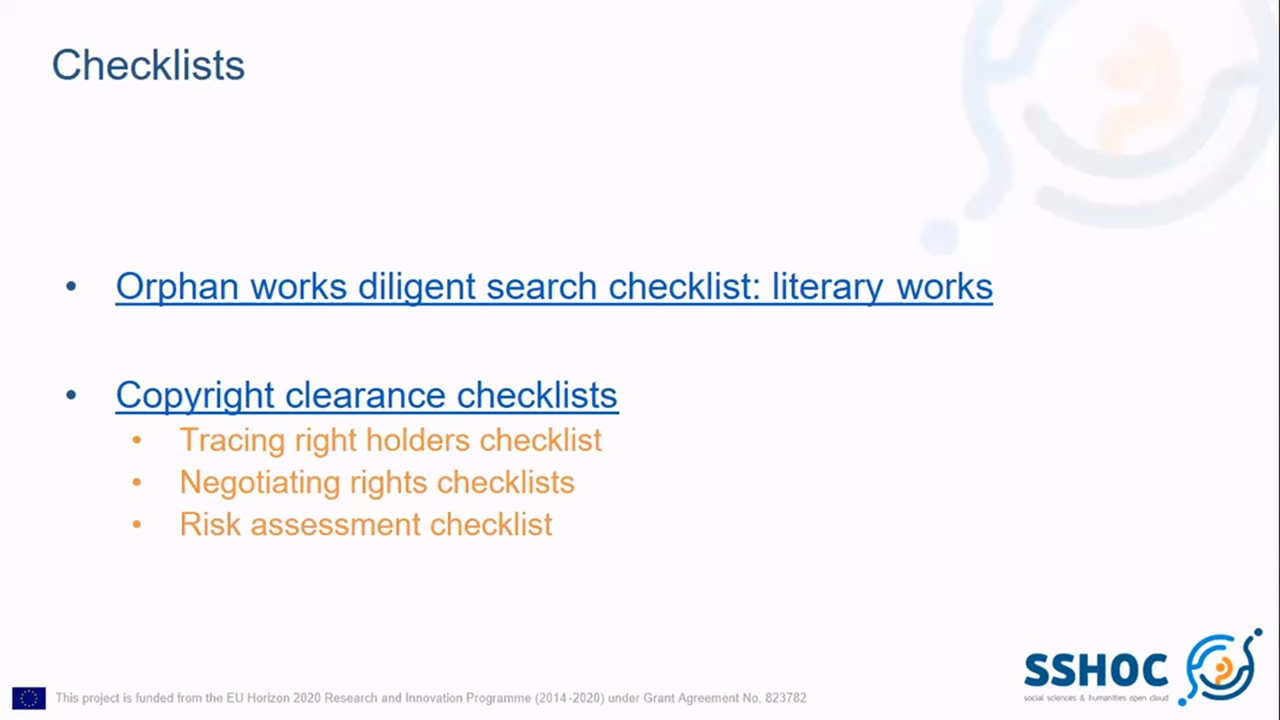 Checklists
• Orphan works diligent search checklist: literary works
• Copyright clearance checklists
• Tracing right holders checklist
• Negotiating rights checklists
• Risk assessment checklist
SSHOC
social sciences & humanities open cloud
This project is funded from the EU Horizon 2020 Research and Innovation Programme (2014-2020) under Grant Agreement No. 823782